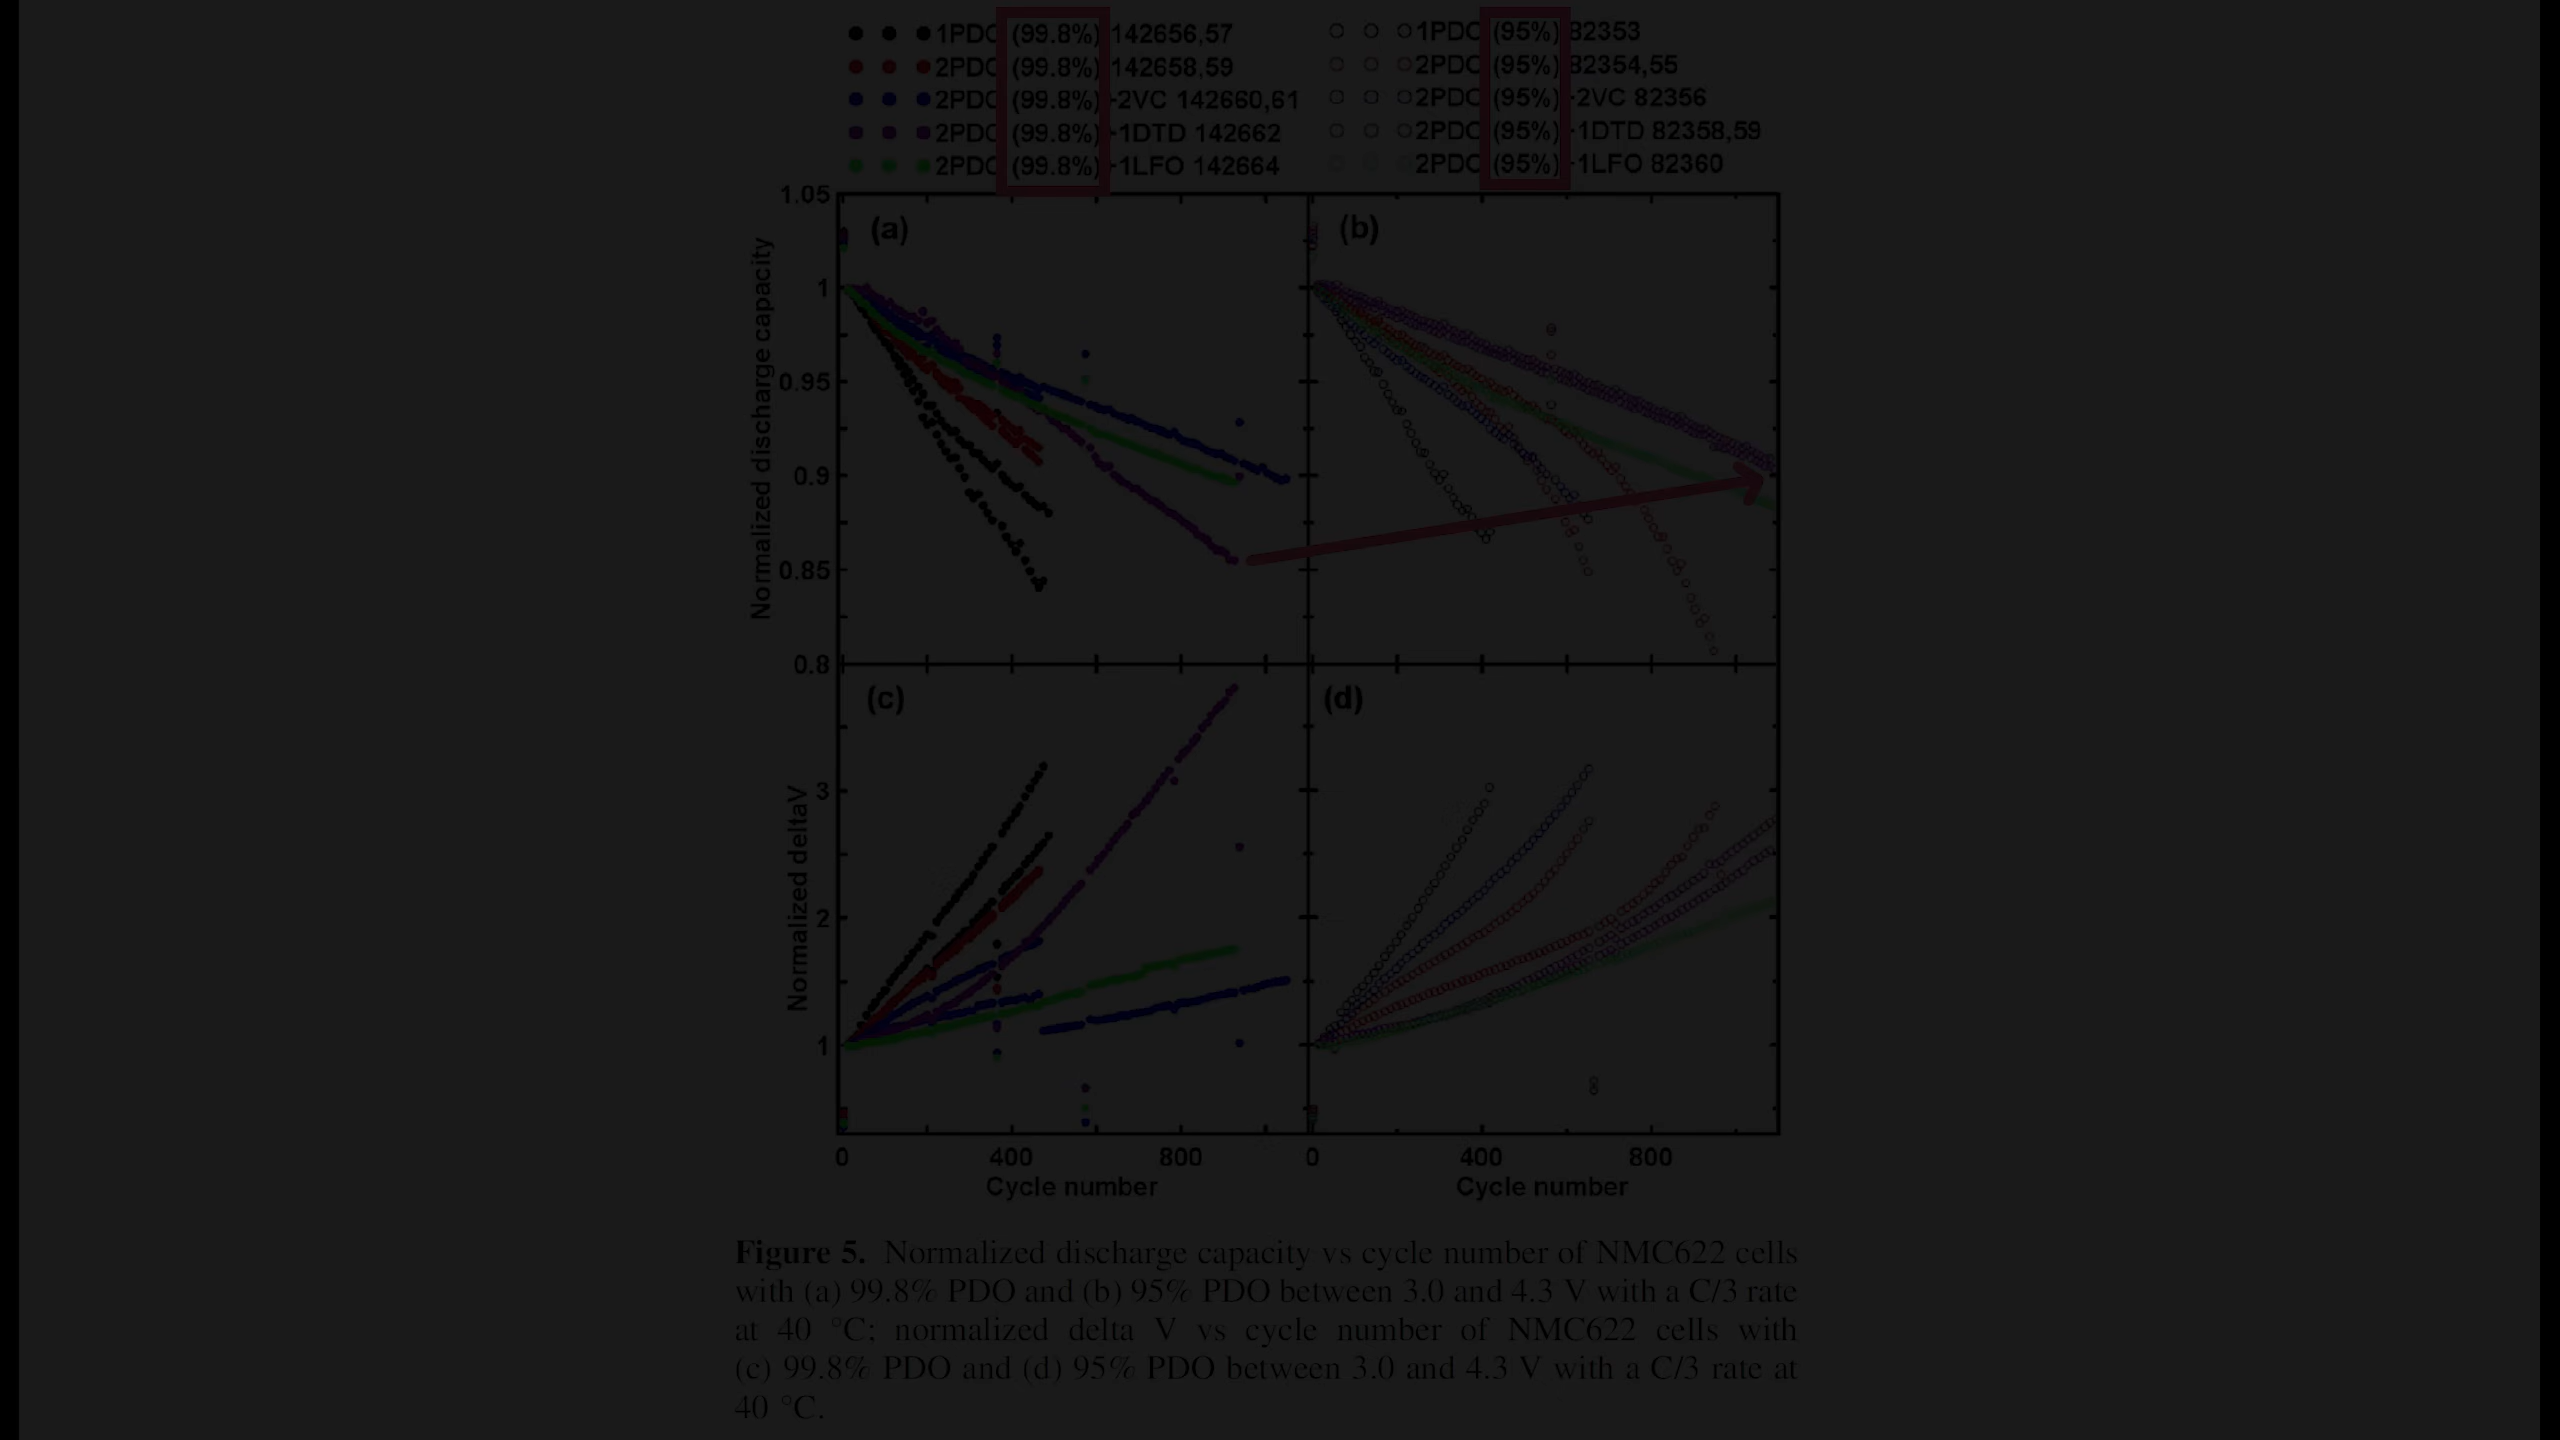 1PDO (99.8%) 142656,57
2PDO (99.8%) 142658,59
2PDO (99.8%)-2VC 142660,61
2PDO (99.8%)-1DTD 142662
2PDO (99.8%)-1LFO 142664
1PDO (95%) 82353
2PDO (95%) 82354,55
2PDO (95%)-2VC 82356
2PDO (95%)-1DTD 82358,59
2PDO (95%)-1LFO 82360
1.05
(a)
(b)
Normalized discharge capacity
1
0.95
0.9
0.85
0.8
(c)
(d)
Normalized deltaV
3
2
1
0 400 800 0 400 800
Cycle number Cycle number
Figure 5. Normalized discharge capacity vs cycle number of NMC622 cells
with (a) 99.8% PDO and (b) 95% PDO between 3.0 and 4.3 V with a C/3 rate
at 40 °C; normalized delta V vs cycle number of NMC622 cells with
(c) 99.8% PDO and (d) 95% PDO between 3.0 and 4.3 V with a C/3 rate at
40 °C.